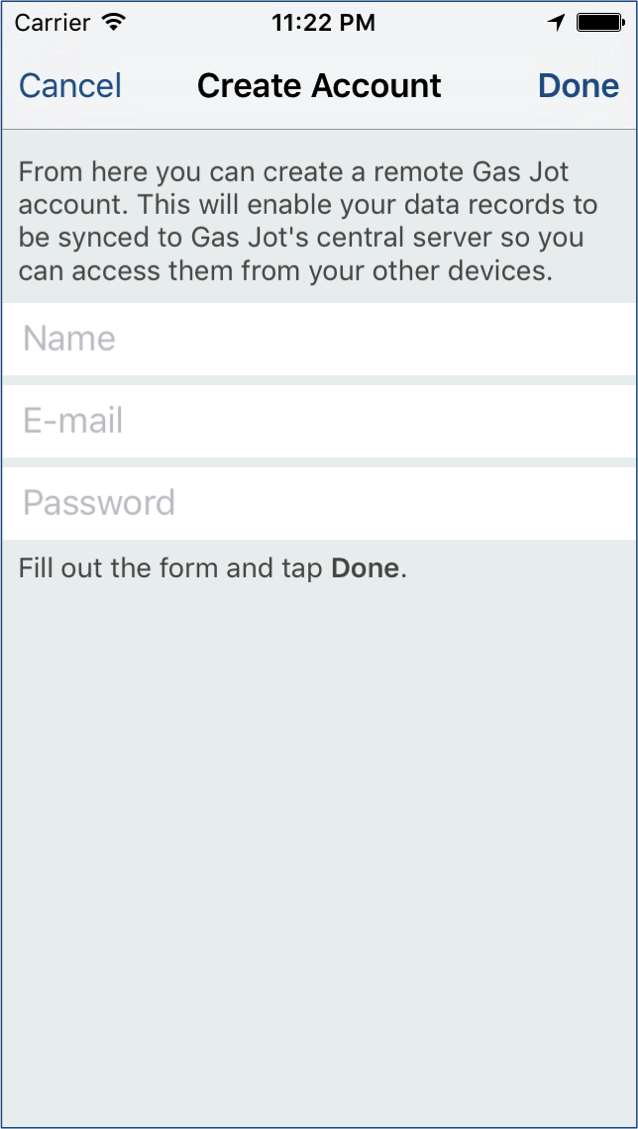 Carrier 11:22 PM
Cancel Create Account Done
From here you can create a remote Gas Jot
account. This will enable your data records to
be synced to Gas Jot's central server so you
can access them from your other devices.
Name
E-mail
Password
Fill out the form and tap Done.